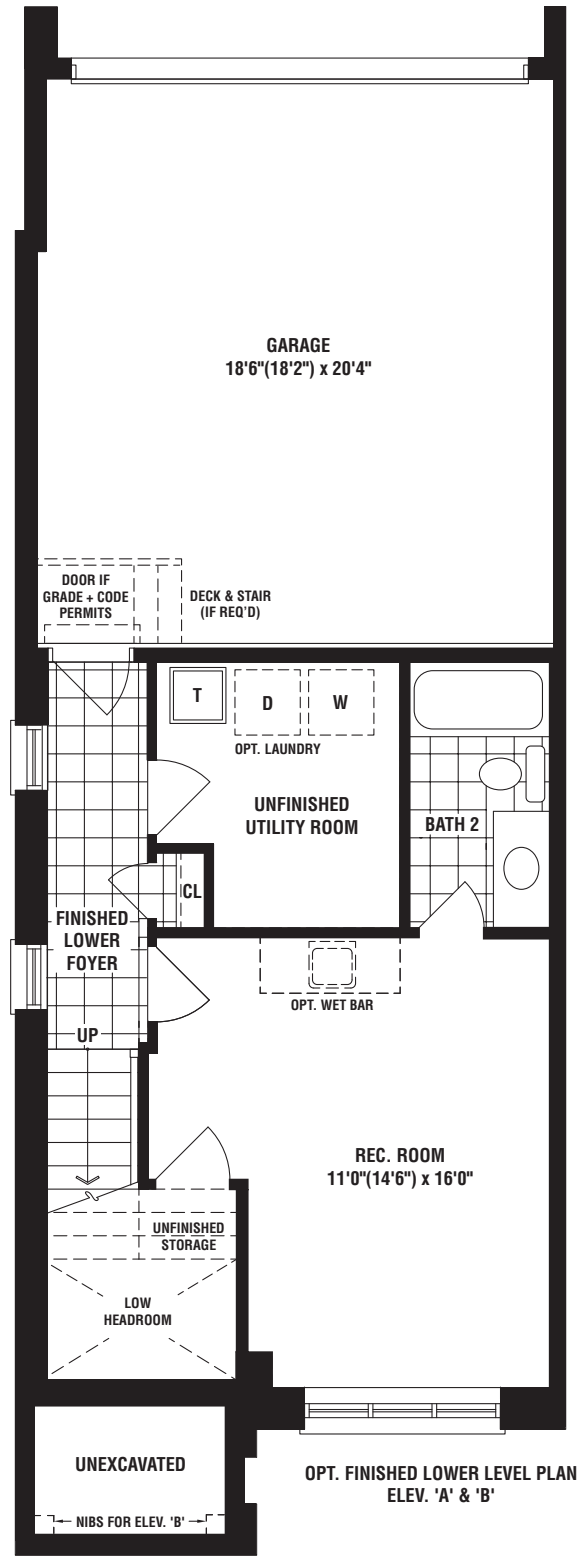 GARAGE
18'6"(18'2") x 20'4"
DOOR IF
GRADE + CODE
PERMITS
DECK & STAIR
(IF REQ'D)
T
D
W
OPT. LAUNDRY
UNFINISHED
UTILITY ROOM
BATH 2
CL
FINISHED
LOWER
FOYER
OPT. WET BAR
UP
REC. ROOM
11'0"(14'6") x 16'0"
UNFINISHED
STORAGE
LOW
HEADROOM
UNEXCAVATED
NIBS FOR ELEV. 'B'
OPT. FINISHED LOWER LEVEL PLAN
ELEV. 'A' & 'B'